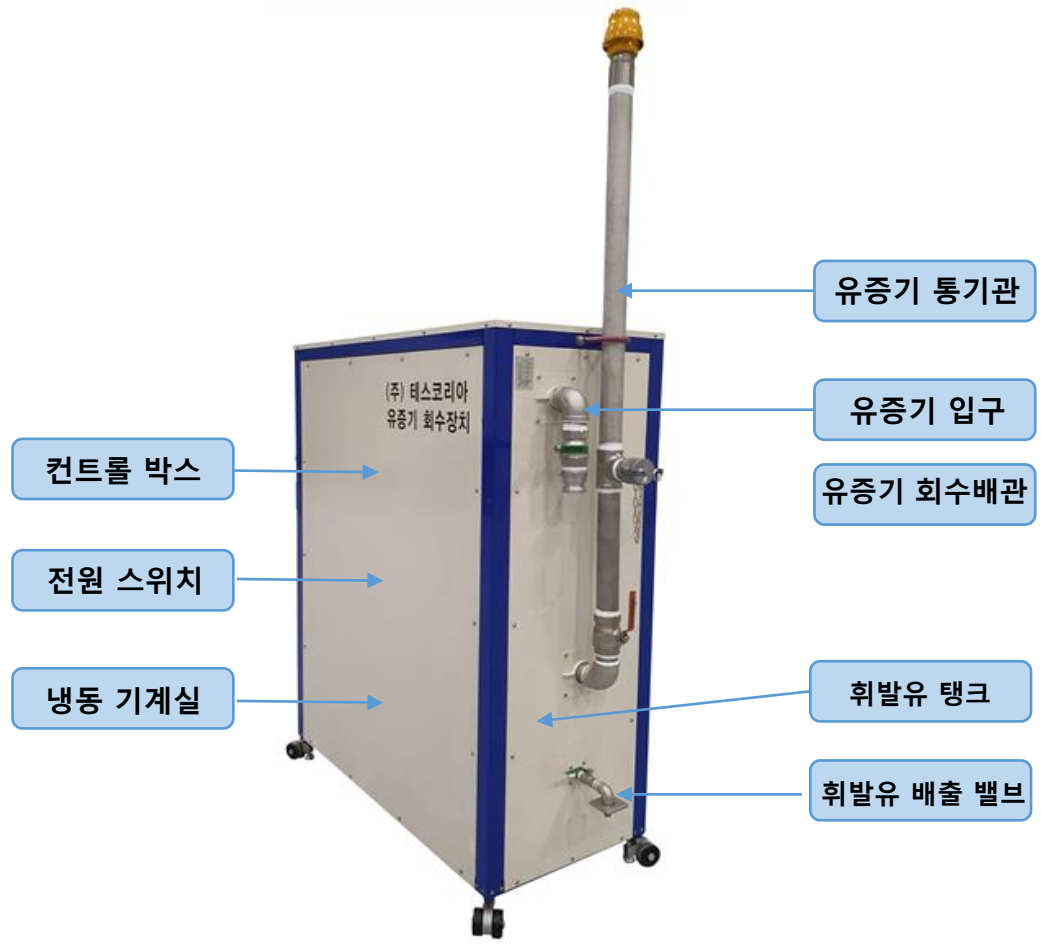 유증기 통기관
(주) 테스코리아
유증기 회수장치
유증기 입구
컨트롤 박스
유증기 회수배관
전원 스위치
냉동 기계실
휘발유 탱크
휘발유 배출 밸브